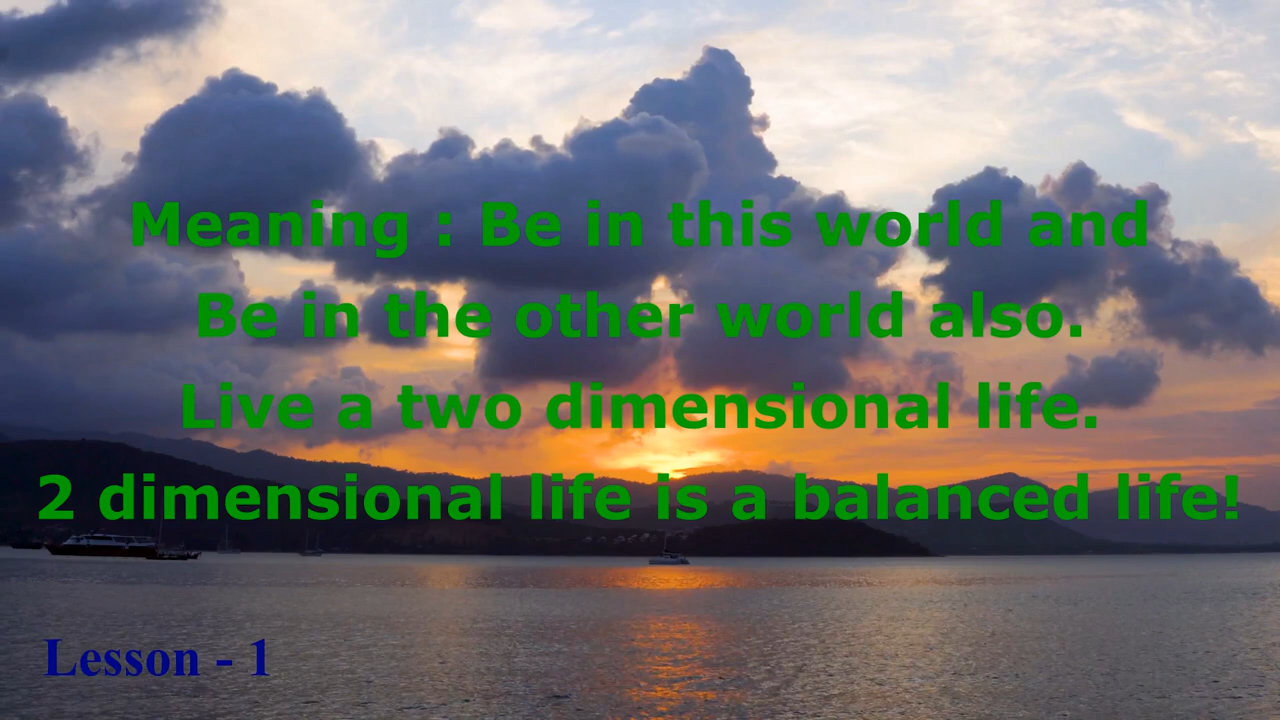 Meaning : Be in this world and
Be in the other world also.
Live a two dimensional life.
2 dimensional life is a balanced life!
Lesson - 1